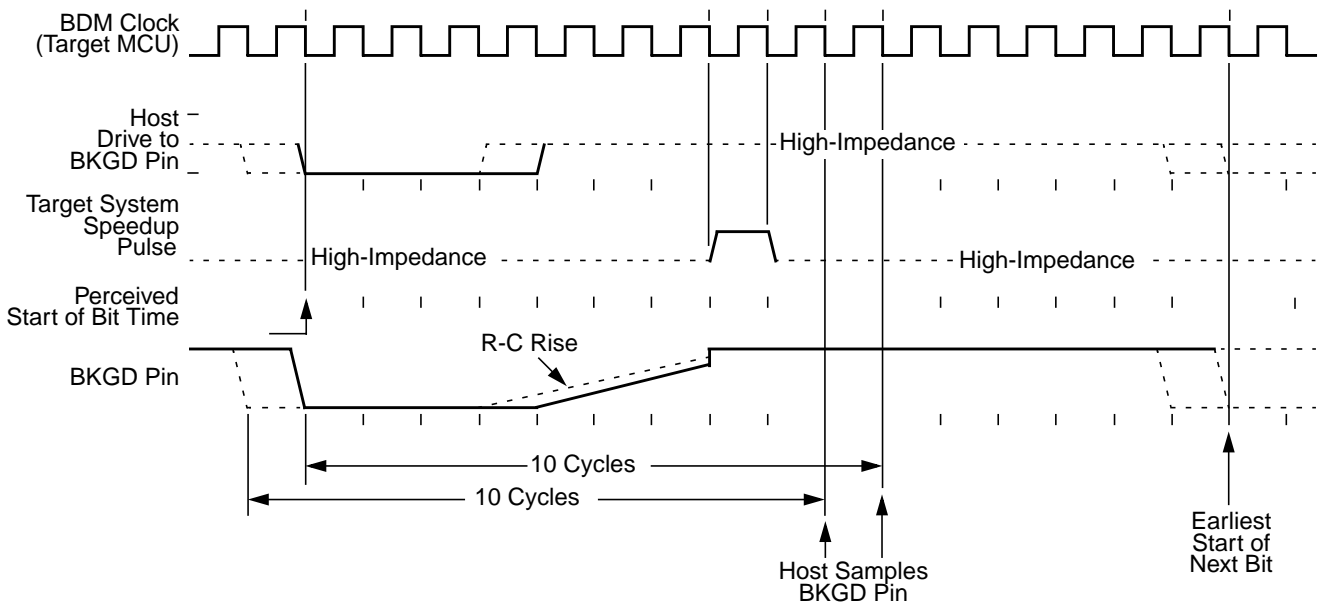 BDM Clock
(Target MCU)
Host
Drive to
BKGD Pin
High-Impedance
Target System
Speedup
Pulse
High-Impedance
High-Impedance
Perceived
Start of Bit Time
R-C Rise
BKGD Pin
10 Cycles
10 Cycles
Host Samples
BKGD Pin
Earliest
Start of
Next Bit